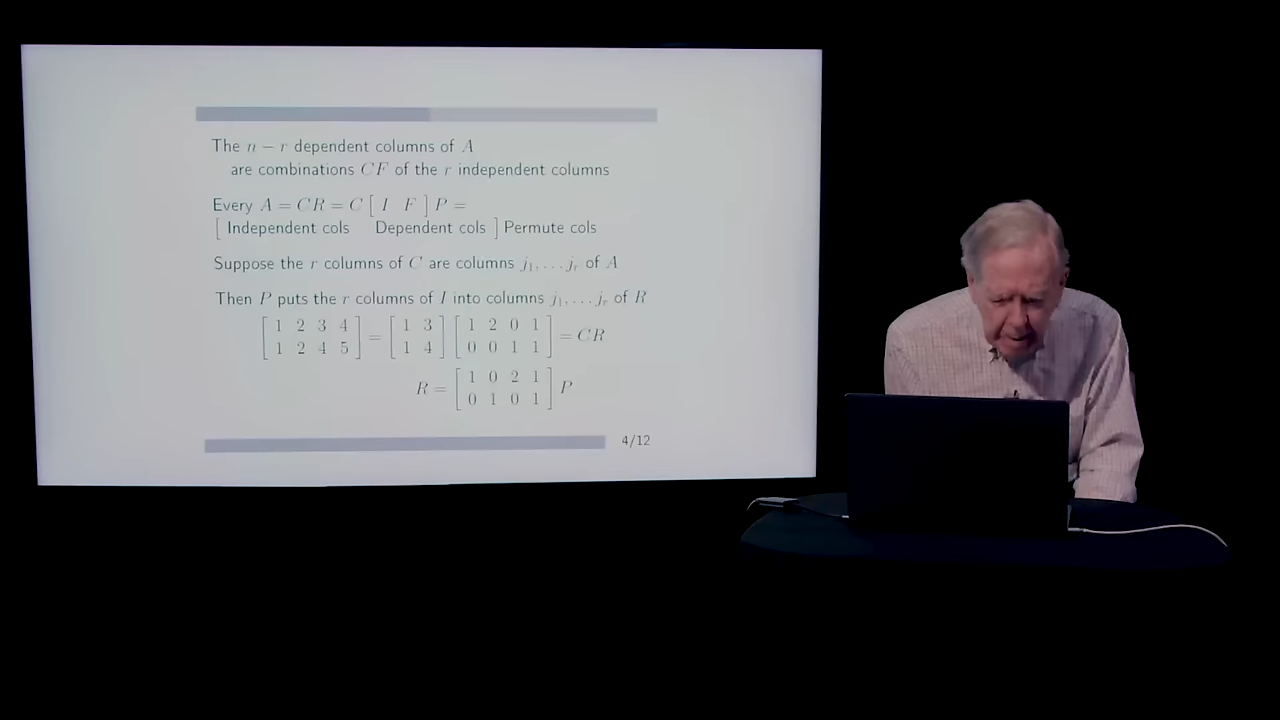 The n − r dependent columns of A
are combinations CF of the r independent columns
Every A = CR = C [ I F ] P =
[ Independent cols Dependent cols ] Permute cols
Suppose the r columns of C are columns j₁, . . . jᵣ of A
Then P puts the r columns of I into columns j₁, . . . jᵣ of R
[ 1 2 3 4 ; 1 2 4 5 ] = [ 1 3 ; 1 4 ] [ 1 2 0 1 ; 0 0 1 1 ] = CR
R = [ 1 0 2 1 ; 0 1 0 1 ] P
4/12